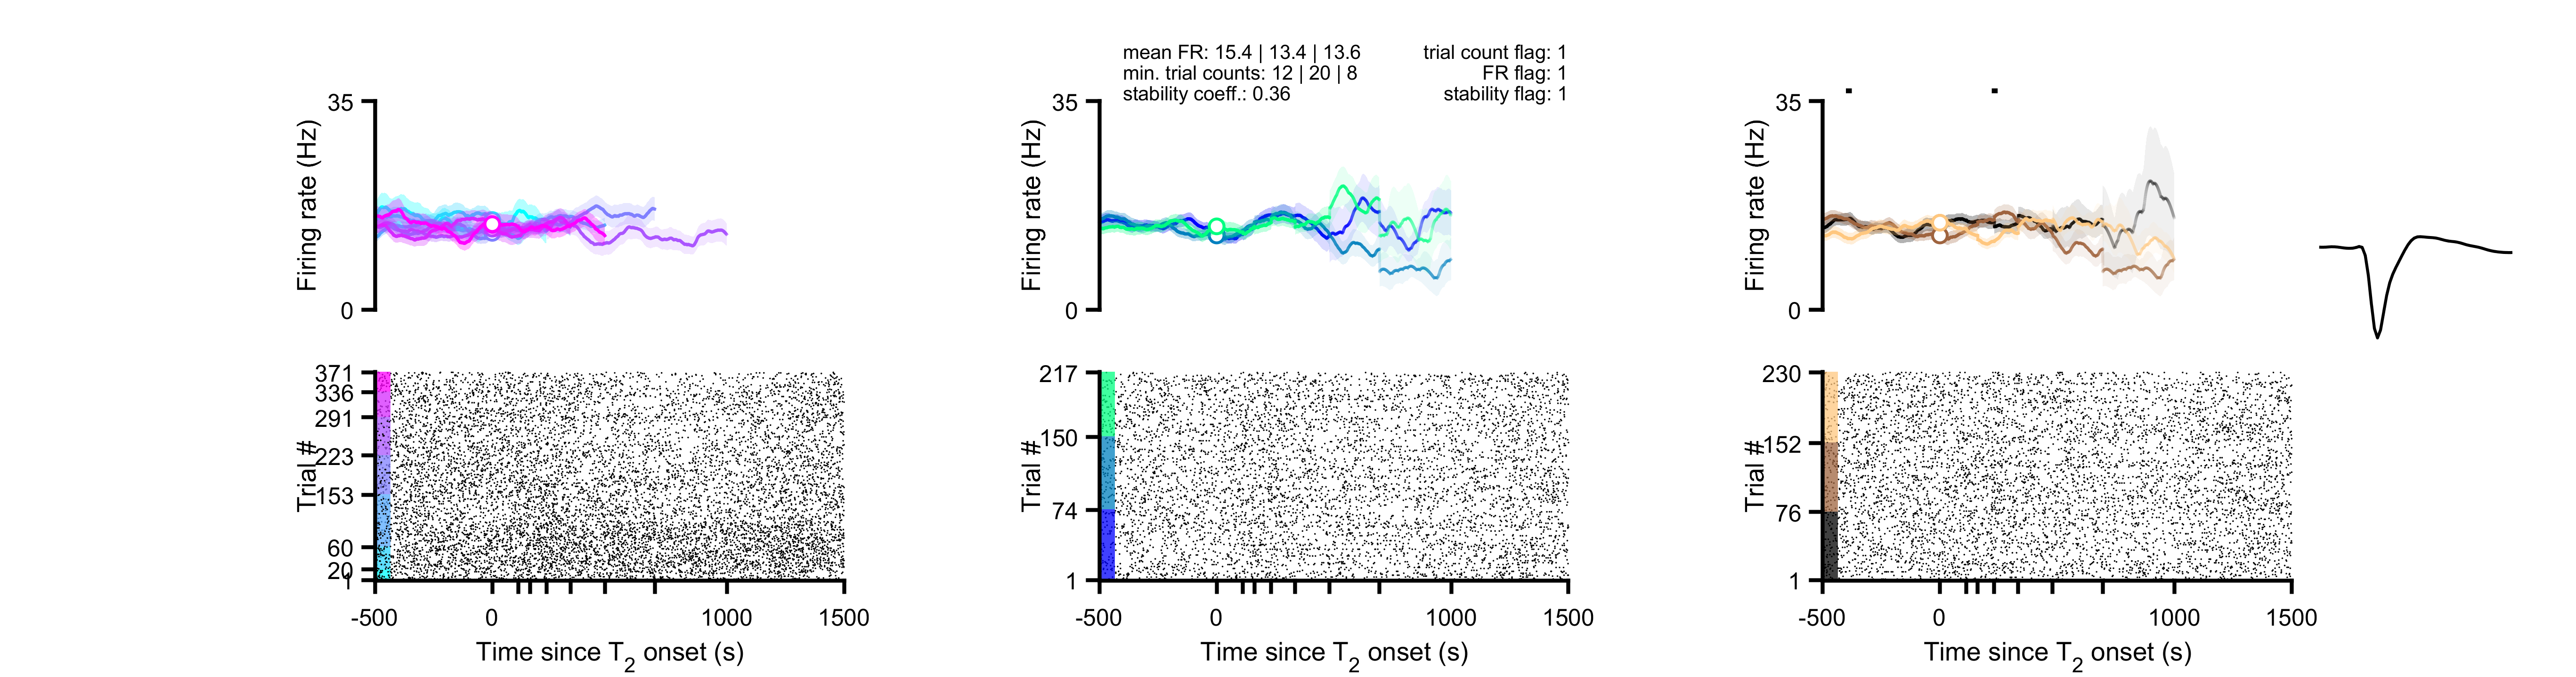 mean FR: 15.4 | 13.4 | 13.6
min. trial counts: 12 | 20 | 8
stability coeff.: 0.36
trial count flag: 1
FR flag: 1
stability flag: 1
35
Firing rate (Hz)
0
371
336
291
223
153
60
20
1
Trial #
-500
0
1000
1500
Time since T2 onset (s)
35
Firing rate (Hz)
0
217
150
74
1
Trial #
-500
0
1000
1500
Time since T2 onset (s)
35
Firing rate (Hz)
0
230
152
76
1
Trial #
-500
0
1000
1500
Time since T2 onset (s)